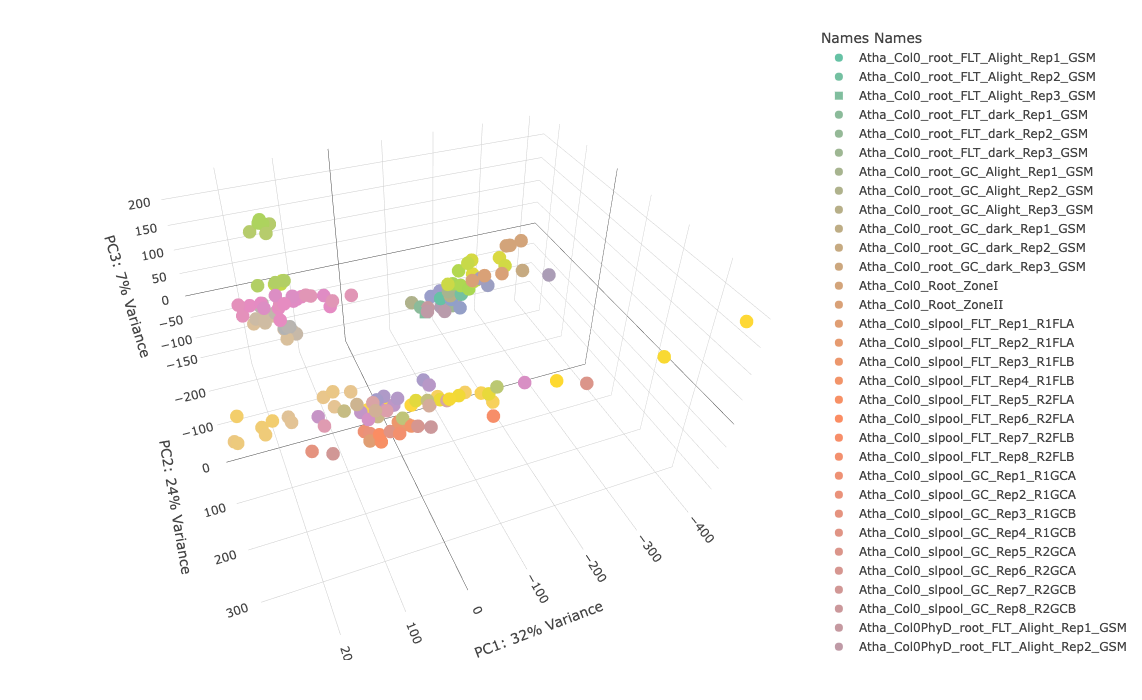 Names Names
Atha_Col0_root_FLT_Alight_Rep1_GSM
Atha_Col0_root_FLT_Alight_Rep2_GSM
Atha_Col0_root_FLT_Alight_Rep3_GSM
Atha_Col0_root_FLT_dark_Rep1_GSM
Atha_Col0_root_FLT_dark_Rep2_GSM
Atha_Col0_root_FLT_dark_Rep3_GSM
Atha_Col0_root_GC_Alight_Rep1_GSM
Atha_Col0_root_GC_Alight_Rep2_GSM
Atha_Col0_root_GC_Alight_Rep3_GSM
Atha_Col0_root_GC_dark_Rep1_GSM
Atha_Col0_root_GC_dark_Rep2_GSM
Atha_Col0_root_GC_dark_Rep3_GSM
Atha_Col0_Root_ZoneI
Atha_Col0_Root_ZoneII
Atha_Col0_slpool_FLT_Rep1_R1FLA
Atha_Col0_slpool_FLT_Rep2_R1FLA
Atha_Col0_slpool_FLT_Rep3_R1FLB
Atha_Col0_slpool_FLT_Rep4_R1FLB
Atha_Col0_slpool_FLT_Rep5_R2FLA
Atha_Col0_slpool_FLT_Rep6_R2FLA
Atha_Col0_slpool_FLT_Rep7_R2FLB
Atha_Col0_slpool_FLT_Rep8_R2FLB
Atha_Col0_slpool_GC_Rep1_R1GCA
Atha_Col0_slpool_GC_Rep2_R1GCA
Atha_Col0_slpool_GC_Rep3_R1GCB
Atha_Col0_slpool_GC_Rep4_R1GCB
Atha_Col0_slpool_GC_Rep5_R2GCA
Atha_Col0_slpool_GC_Rep6_R2GCA
Atha_Col0_slpool_GC_Rep7_R2GCB
Atha_Col0_slpool_GC_Rep8_R2GCB
Atha_Col0PhyD_root_FLT_Alight_Rep1_GSM
Atha_Col0PhyD_root_FLT_Alight_Rep2_GSM
PC3: 7% Variance
200
150
100
50
0
−50
−100
−150
PC2: 24% Variance
−200
−100
0
100
200
300
PC1: 32% Variance
20
100
0
−100
−200
−300
−400